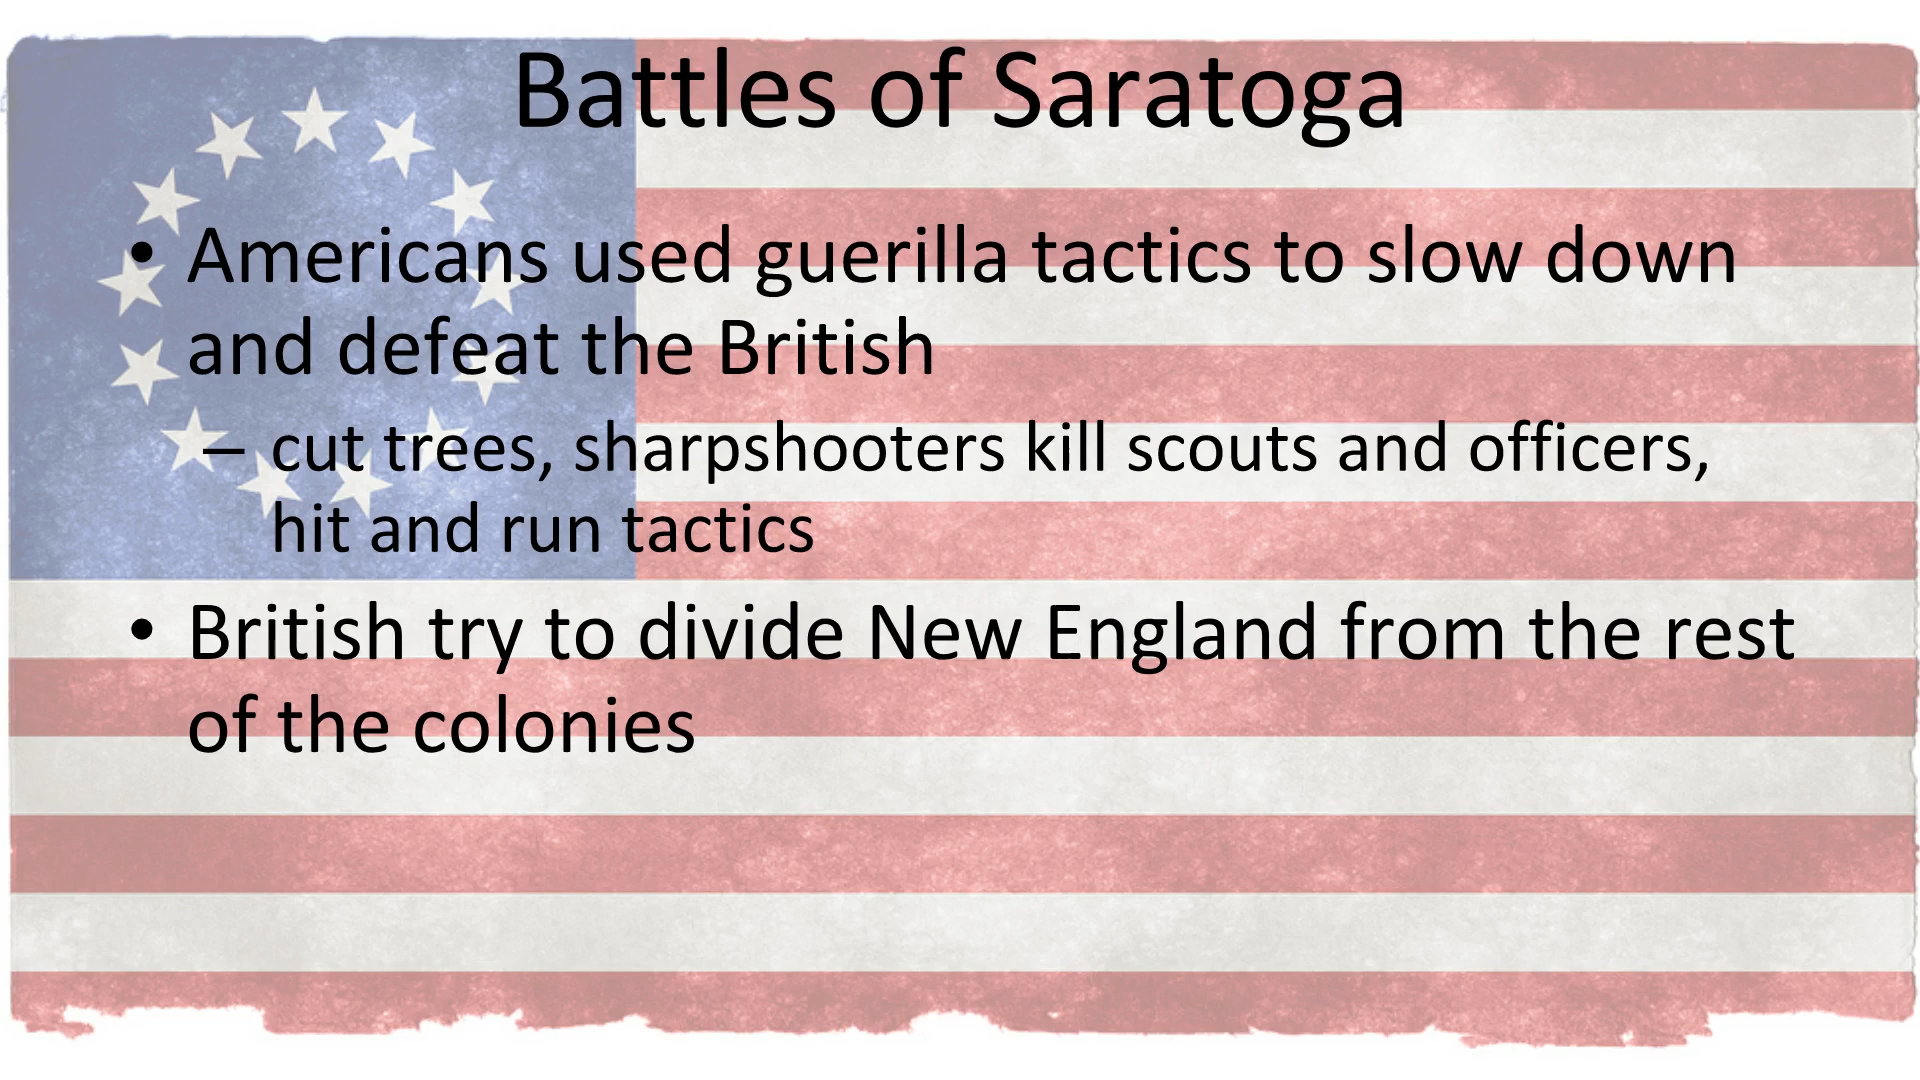 Battles of Saratoga
• Americans used guerilla tactics to slow down
and defeat the British
– cut trees, sharpshooters kill scouts and officers,
hit and run tactics
• British try to divide New England from the rest
of the colonies